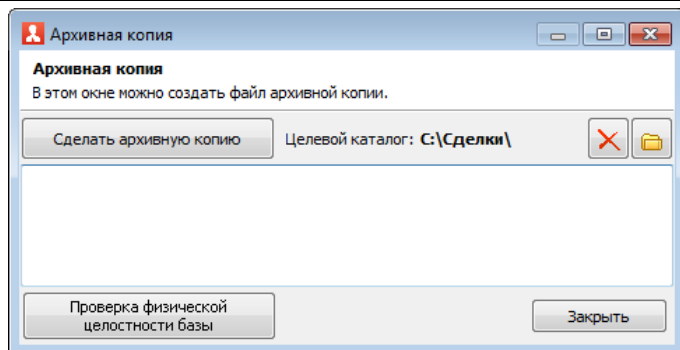 Архивная копия
Архивная копия
В этом окне можно создать файл архивной копии.
Сделать архивную копию Целевой каталог: C:\Сделки\
Проверка физической
целостности базы
Закрыть